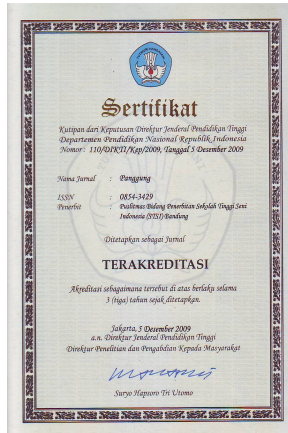 Sertifikat
Kutipan dari Keputusan Direktur Jenderal Pendidikan Tinggi
Departemen Pendidikan Nasional Republik Indonesia
Nomor : 110/DIKTI/Kep/2009, Tanggal 5 Desember 2009
Nama Jurnal : Panggung
ISSN : 0854-3429
Penerbit : Puslitmas Bidang Penerbitan Sekolah Tinggi Seni
Indonesia (STSI) Bandung
Ditetapkan sebagai Jurnal
TERAKREDITASI
Akreditasi sebagaimana tersebut di atas berlaku selama
3 (tiga) tahun sejak ditetapkan.
Jakarta, 5 Desember 2009
a.n. Direktur Jenderal Pendidikan Tinggi
Direktur Penelitian dan Pengabdian Kepada Masyarakat
Suryo Hapsoro Tri Utomo